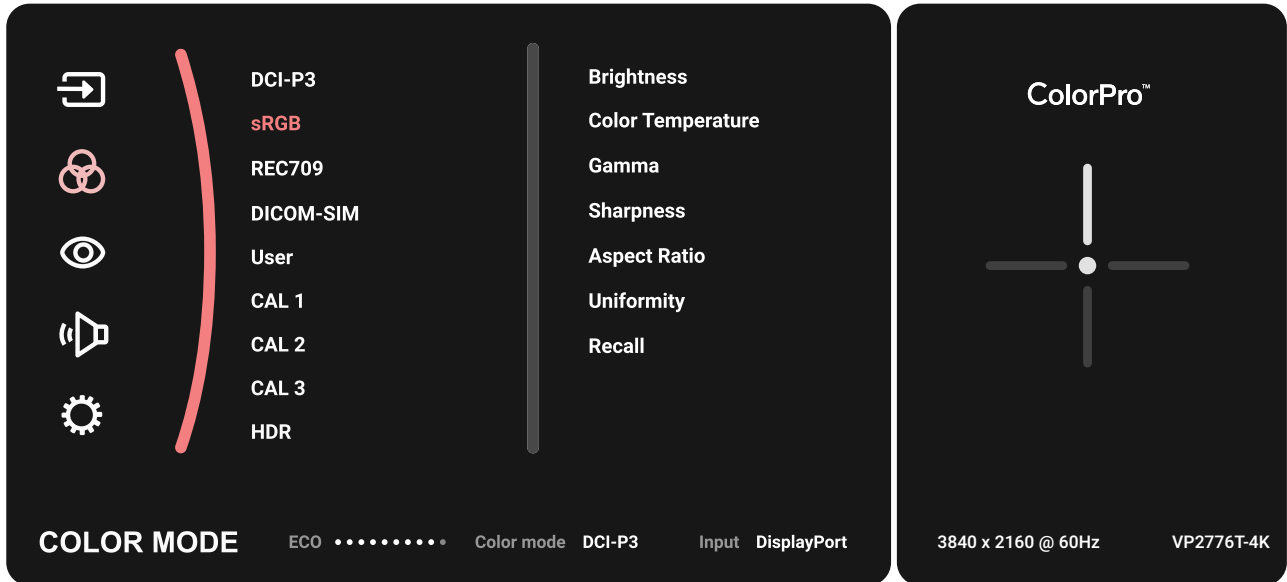 DCI-P3
sRGB
REC709
DICOM-SIM
User
CAL 1
CAL 2
CAL 3
HDR
Brightness
Color Temperature
Gamma
Sharpness
Aspect Ratio
Uniformity
Recall
COLOR MODE ECO Color mode DCI-P3 Input DisplayPort
ColorPro™
3840 x 2160 @ 60Hz VP2776T-4K